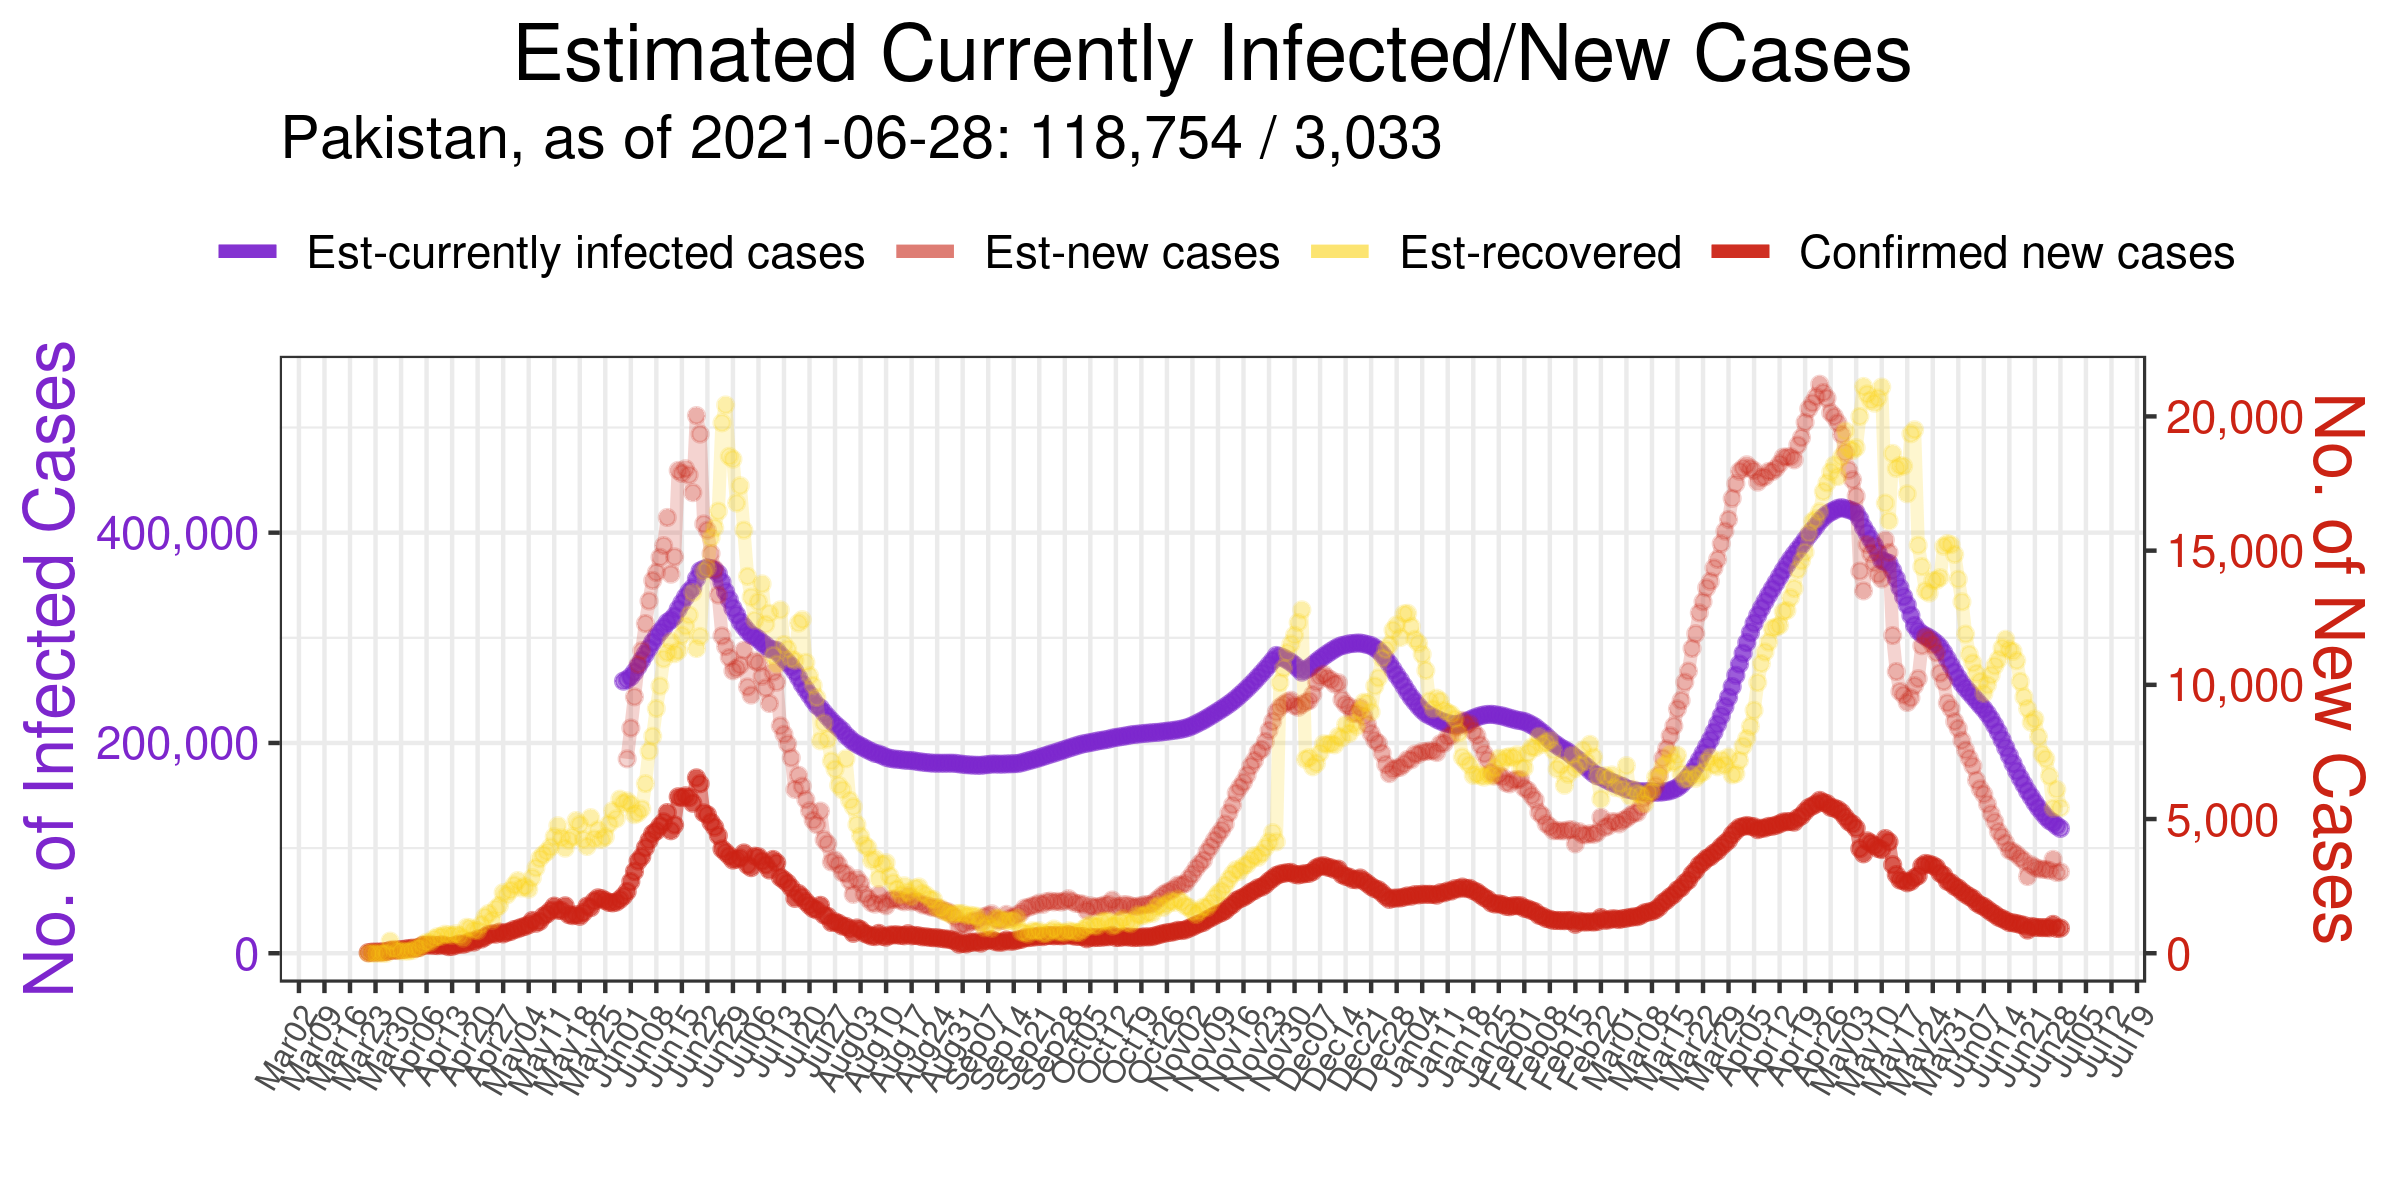 Estimated Currently Infected/New Cases
Pakistan, as of 2021-06-28: 118,754 / 3,033
Est-currently infected cases Est-new cases Est-recovered Confirmed new cases
No. of Infected Cases
400,000
200,000
0
20,000
15,000
10,000
5,000
0
No. of New Cases
Mar02 Mar09 Mar16 Mar23 Mar30 Apr06 Apr13 Apr20 Apr27 May04 May11 May18 May25 Jun01 Jun08 Jun15 Jun22 Jun29 Jul06 Jul13 Jul20 Jul27 Aug03 Aug10 Aug17 Aug24 Aug31 Sep07 Sep14 Sep21 Sep28 Oct05 Oct12 Oct19 Oct26 Nov02 Nov09 Nov16 Nov23 Nov30 Dec07 Dec14 Dec21 Dec28 Jan04 Jan11 Jan18 Jan25 Feb01 Feb08 Feb15 Feb22 Mar01 Mar08 Mar15 Mar22 Mar29 Apr05 Apr12 Apr19 Apr26 May03 May10 May17 May24 May31 Jun07 Jun14 Jun21 Jun28 Jul05 Jul12 Jul19